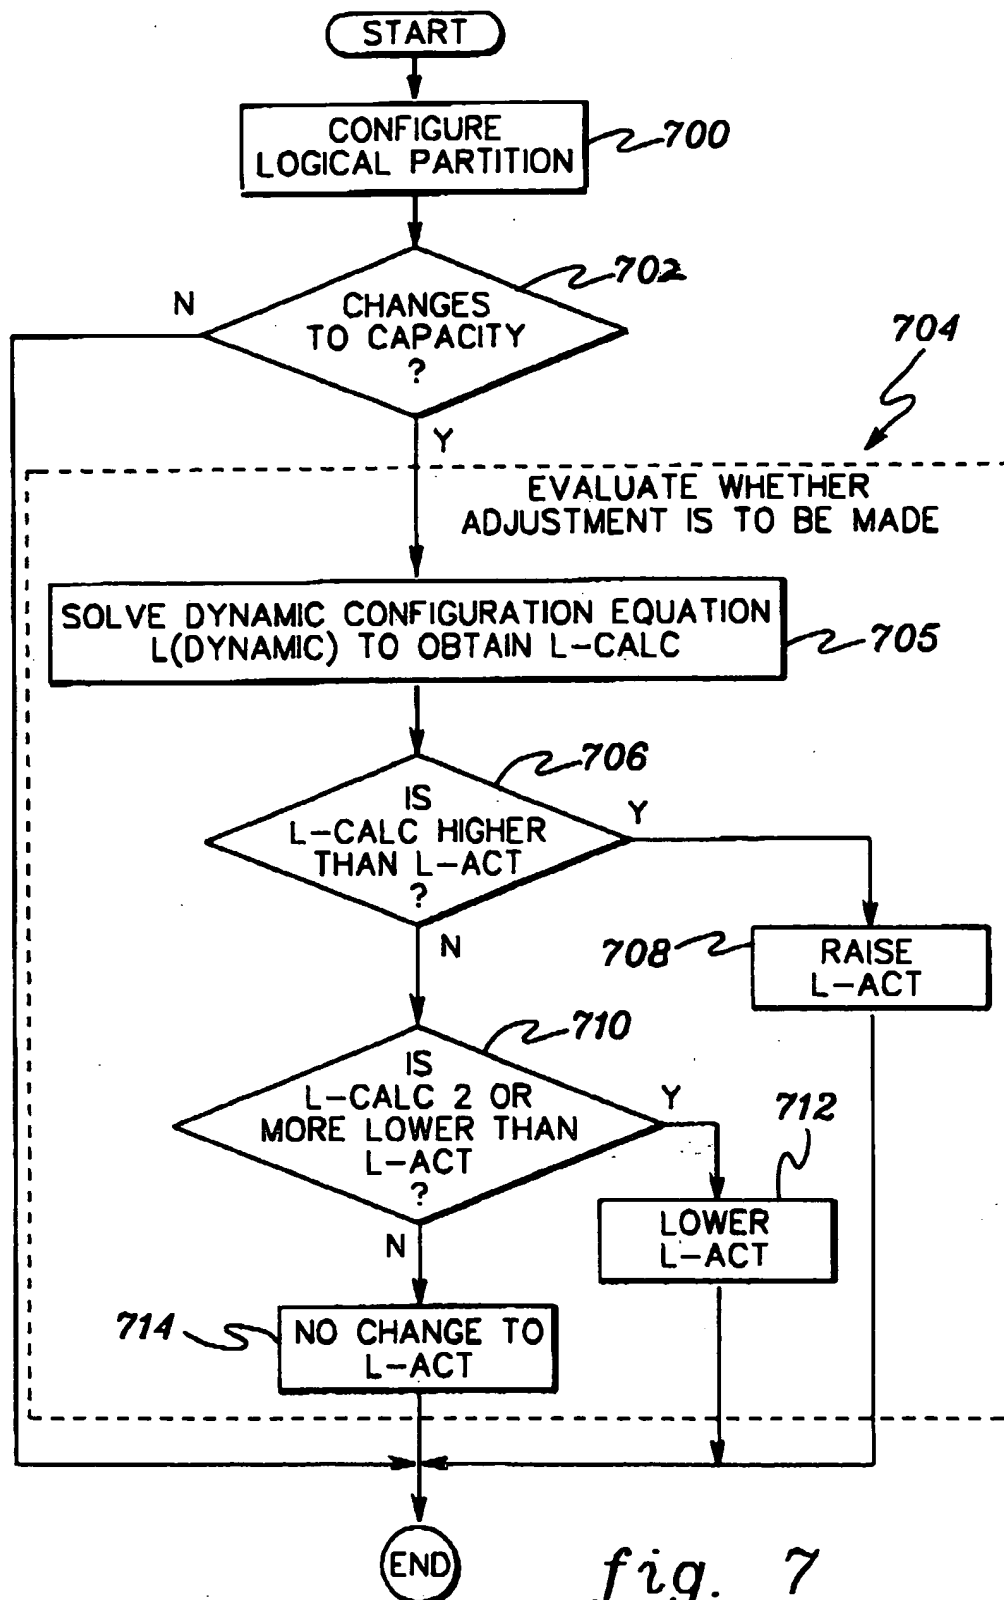 START
CONFIGURE
LOGICAL PARTITION
700
702
CHANGES
TO CAPACITY
?
N
Y
704
EVALUATE WHETHER
ADJUSTMENT IS TO BE MADE
SOLVE DYNAMIC CONFIGURATION EQUATION
L(DYNAMIC) TO OBTAIN L-CALC
705
706
IS
L-CALC HIGHER
THAN L-ACT
?
Y
N
708
RAISE
L-ACT
710
IS
L-CALC 2 OR
MORE LOWER THAN
L-ACT
?
Y
N
712
LOWER
L-ACT
714
NO CHANGE TO
L-ACT
END
fig. 7